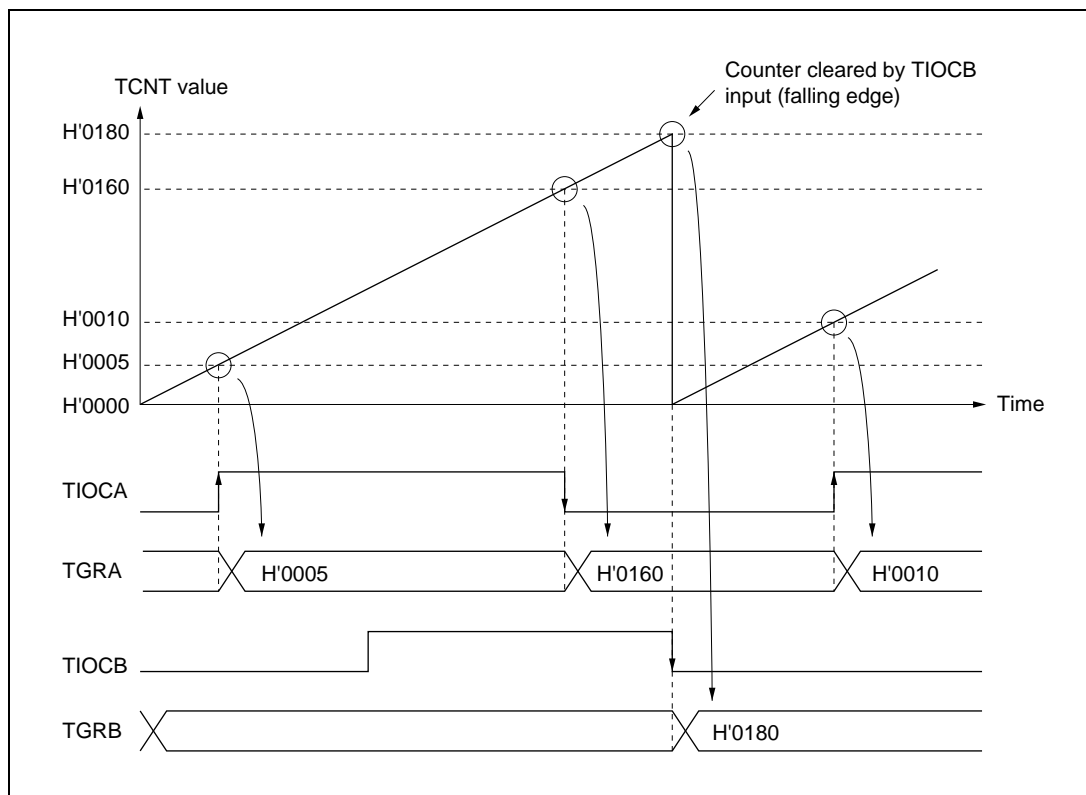 Counter cleared by TIOCB
input (falling edge)
TCNT value
H'0180
H'0160
H'0010
H'0005
H'0000
Time
TIOCA
TGRA
H'0005
H'0160
H'0010
TIOCB
TGRB
H'0180